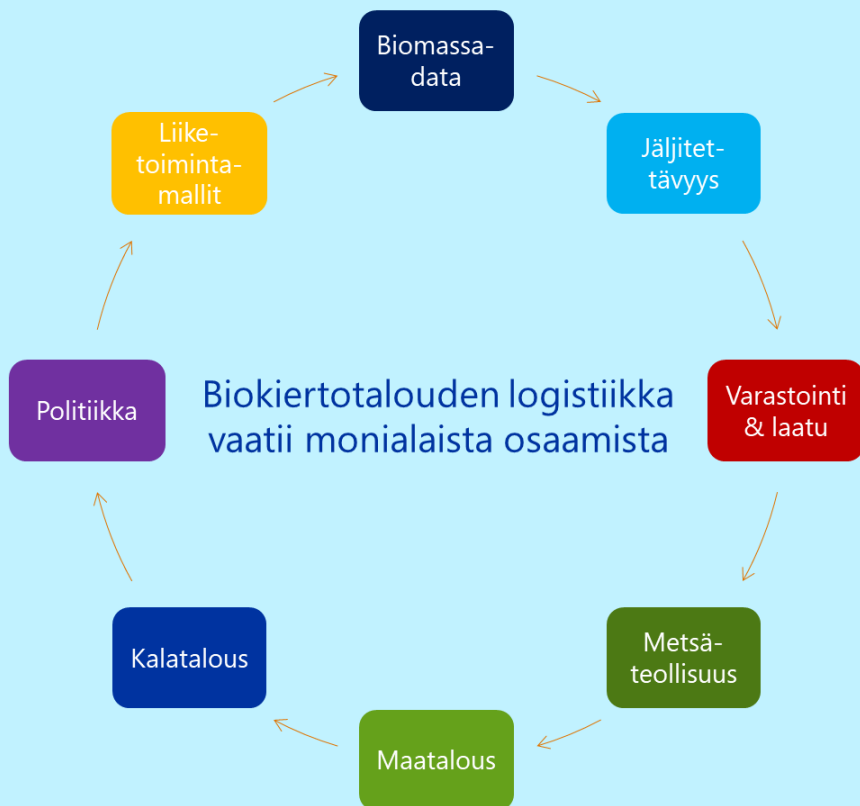 Biomassa-
data
Jäljitet-
tävyys
Varastointi
& laatu
Metsä-
teollisuus
Maatalous
Kalatalous
Politiikka
Liike-
toiminta-
mallit
Biokiertotalouden logistiikka
vaatii monialaista osaamista